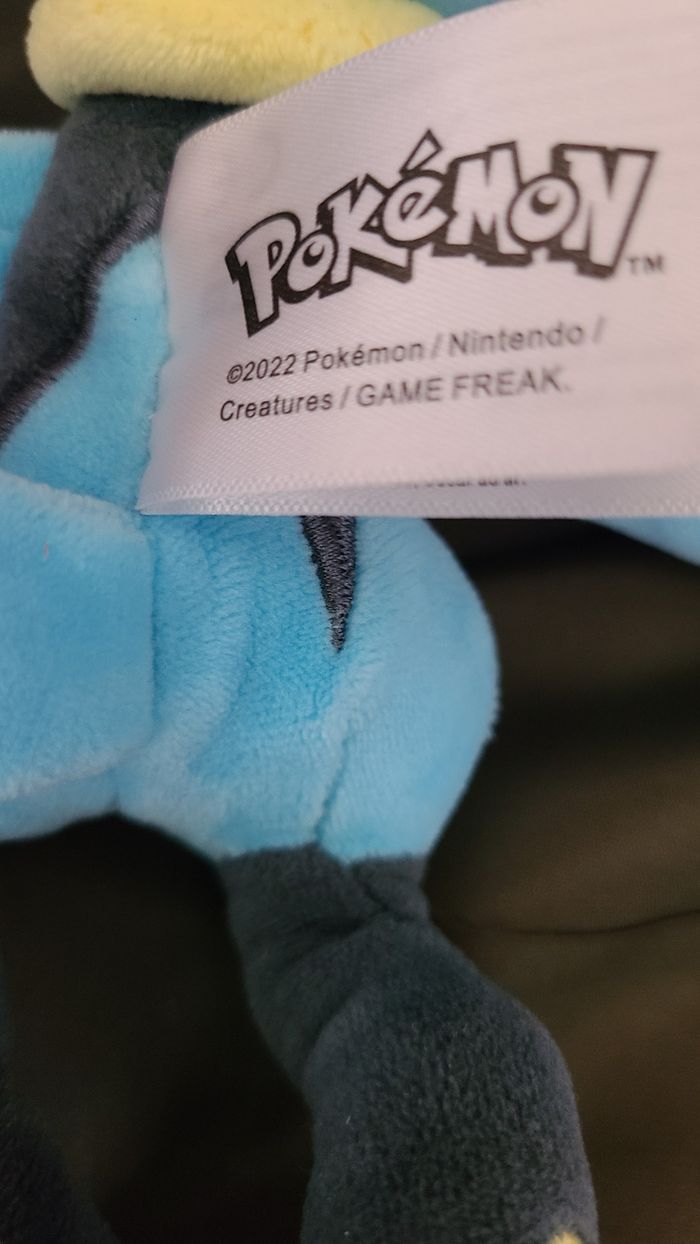 POKéMON™
©2022 Pokémon / Nintendo /
Creatures / GAME FREAK.